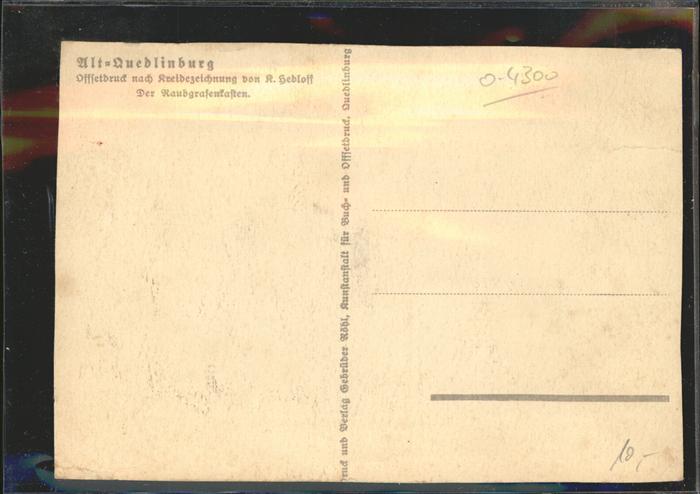 Alt-Quedlinburg
Offsetdruck nach Kreidezeichnung von K. Hedloff
Der Raubgrafenkasten.
Druck und Verlag Gebrüder Röhl, Kunstanstalt für Buch- und Offsetdruck, Quedlinburg
0-4300
10,-